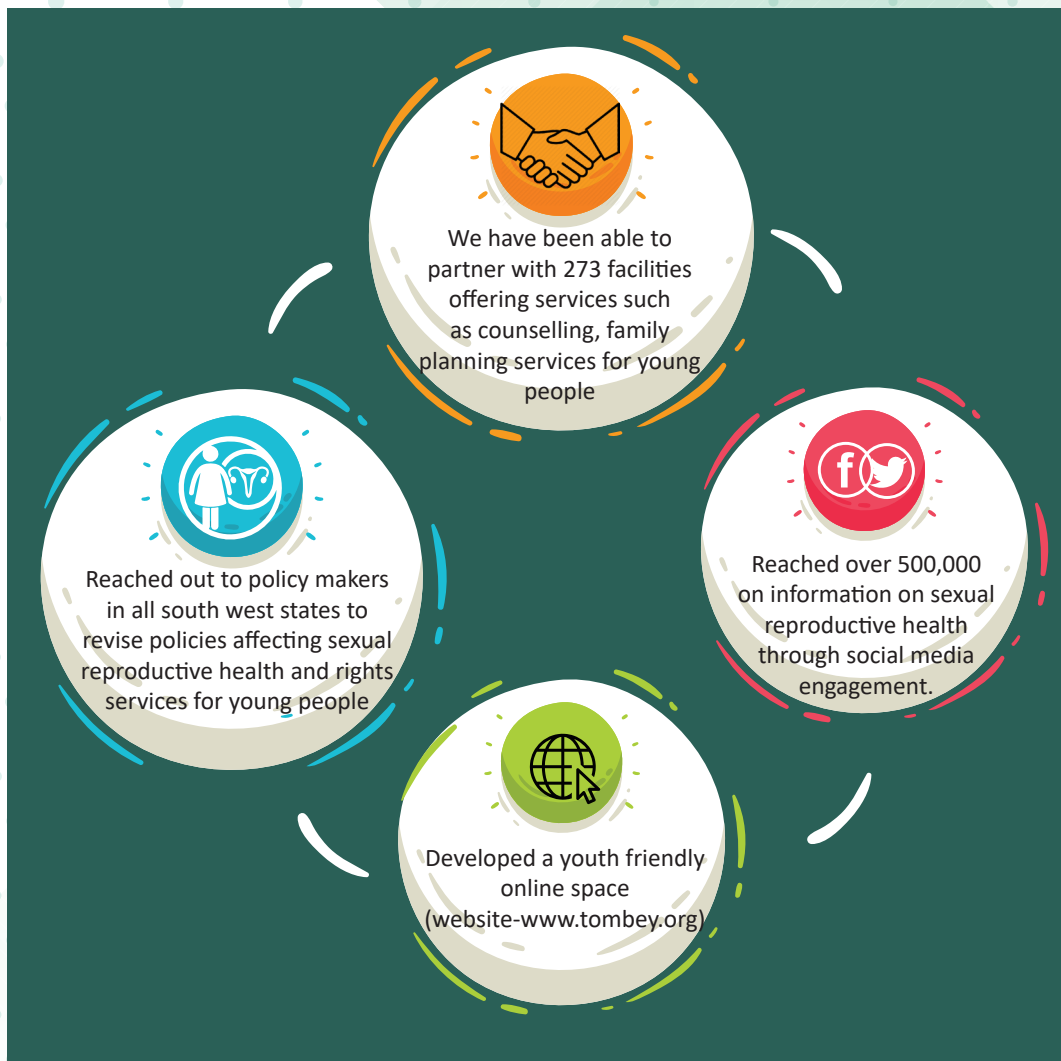 We have been able to
partner with 273 facilities
offering services such
as counselling, family
planning services for young
people
Reached out to policy makers
in all south west states to
revise policies affecting sexual
reproductive health and rights
services for young people
Reached over 500,000
on information on sexual
reproductive health
through social media
engagement.
Developed a youth friendly
online space
(website-www.tombey.org)